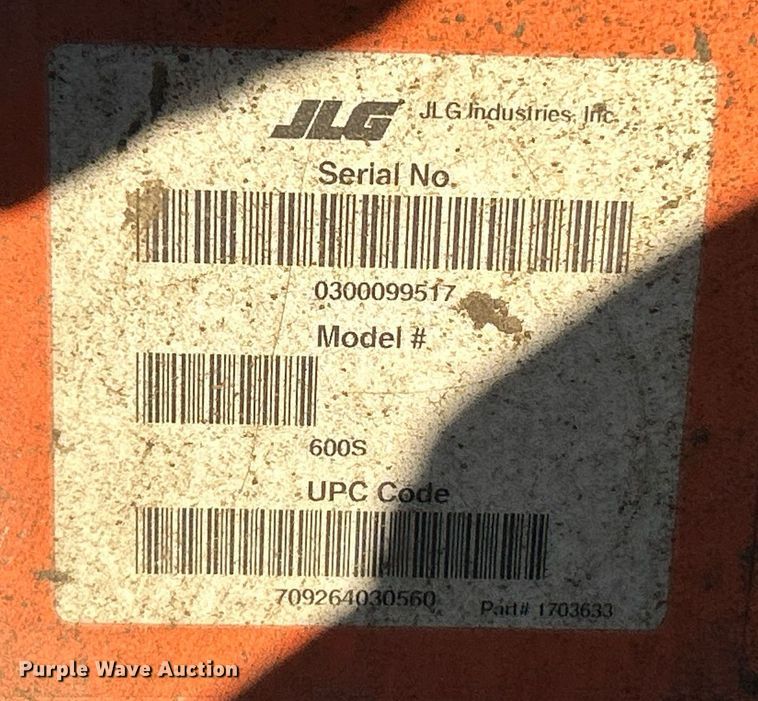 JLG JLG Industries, Inc.
Serial No.
0300099517
Model #
600S
UPC Code
709264030560
Part# 1703633
Purple Wave Auction